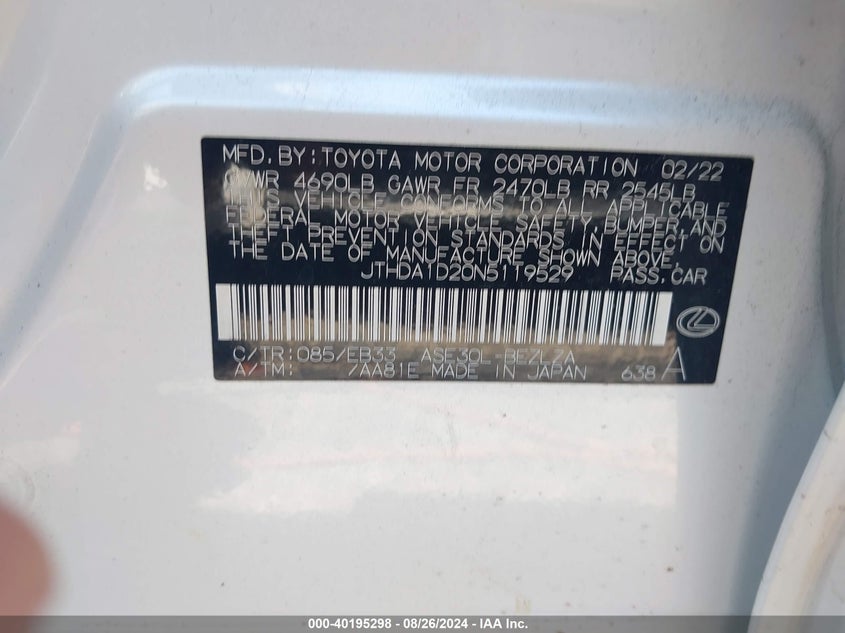 MFD. BY: TOYOTA MOTOR CORPORATION 02/22
GVWR 4690LB GAWR FR 2470LB RR 2545LB
THIS VEHICLE CONFORMS TO ALL APPLICABLE
FEDERAL MOTOR VEHICLE SAFETY, BUMPER, AND
THEFT PREVENTION STANDARDS IN EFFECT ON
THE DATE OF MANUFACTURE SHOWN ABOVE.
JTHDA1D20N5119529 PASS. CAR
C/TR: 085/EB33 ASE30L-BEZLZA
A/TM: /AA81E MADE IN JAPAN 638 A
000-40195298 - 08/26/2024 - IAA Inc.